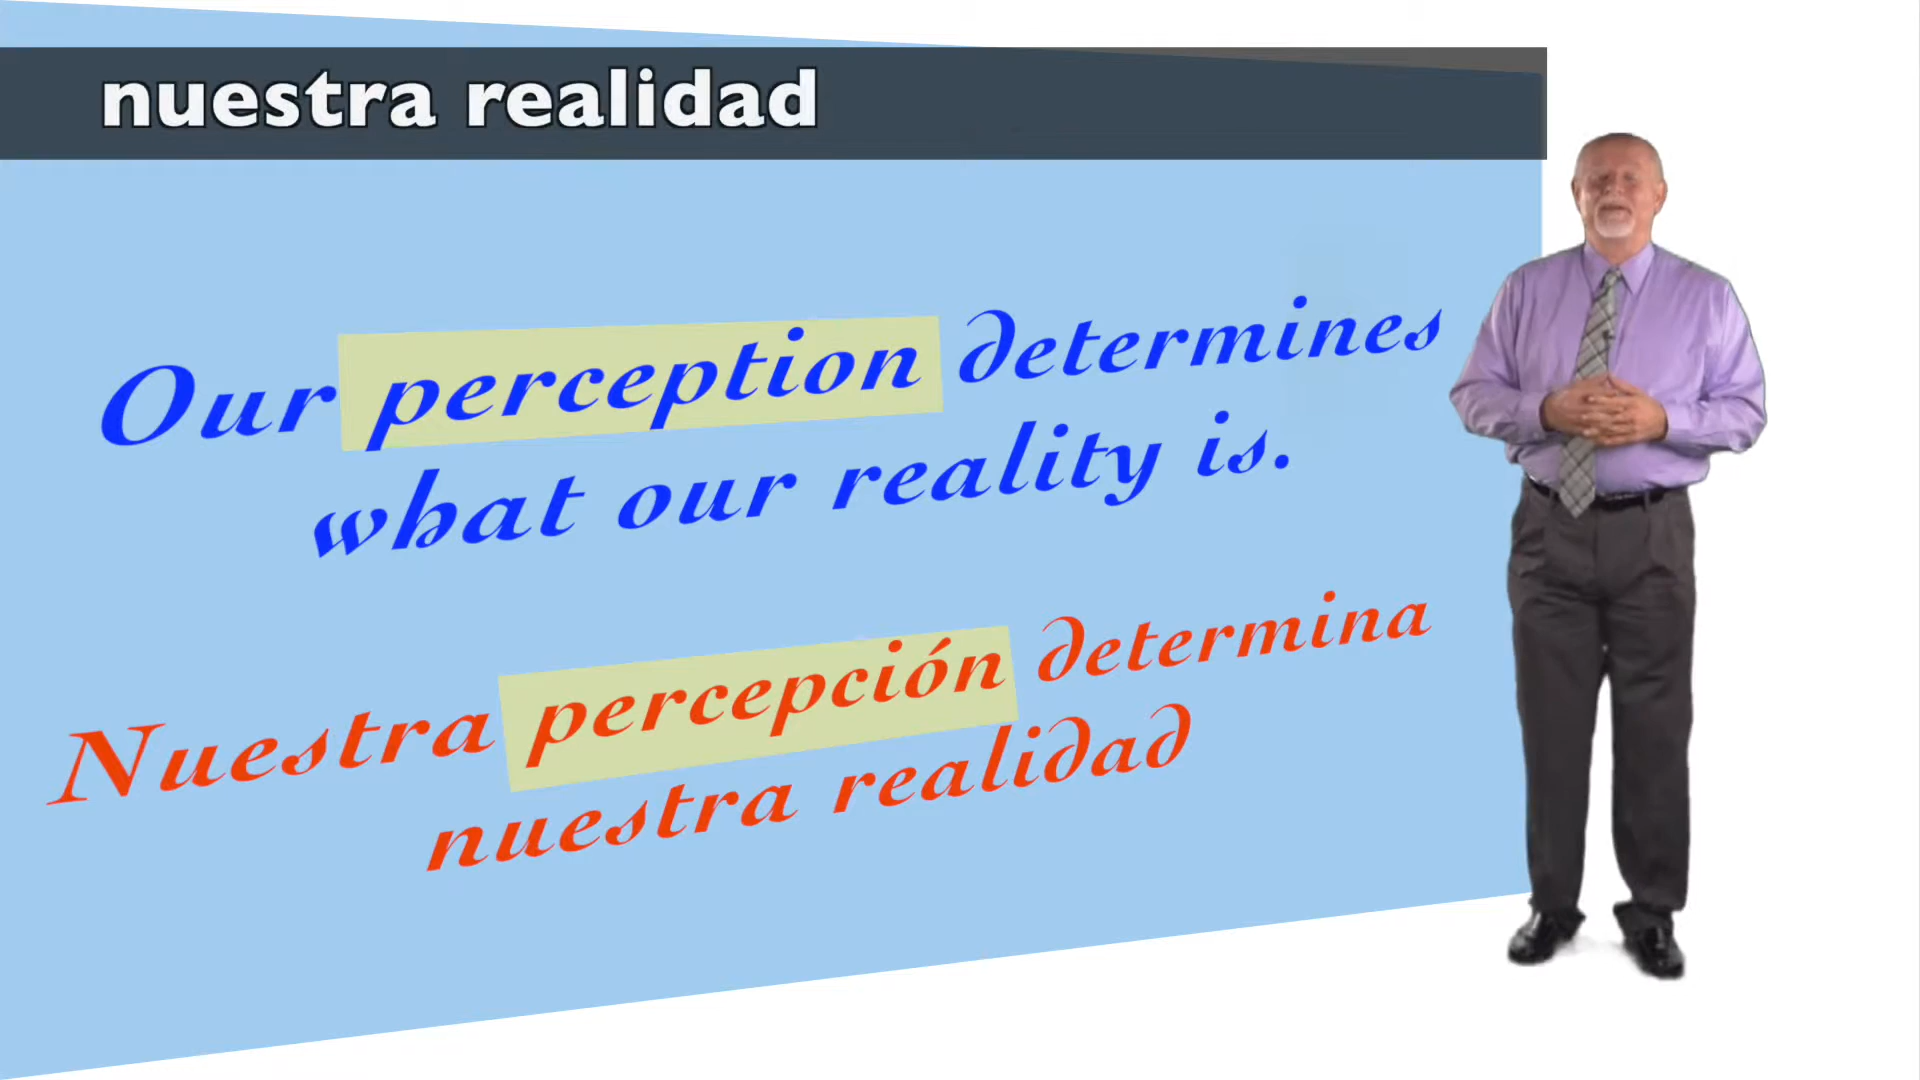 nuestra realidad
Our perception determines
what our reality is.
Nuestra percepción determina
nuestra realidad